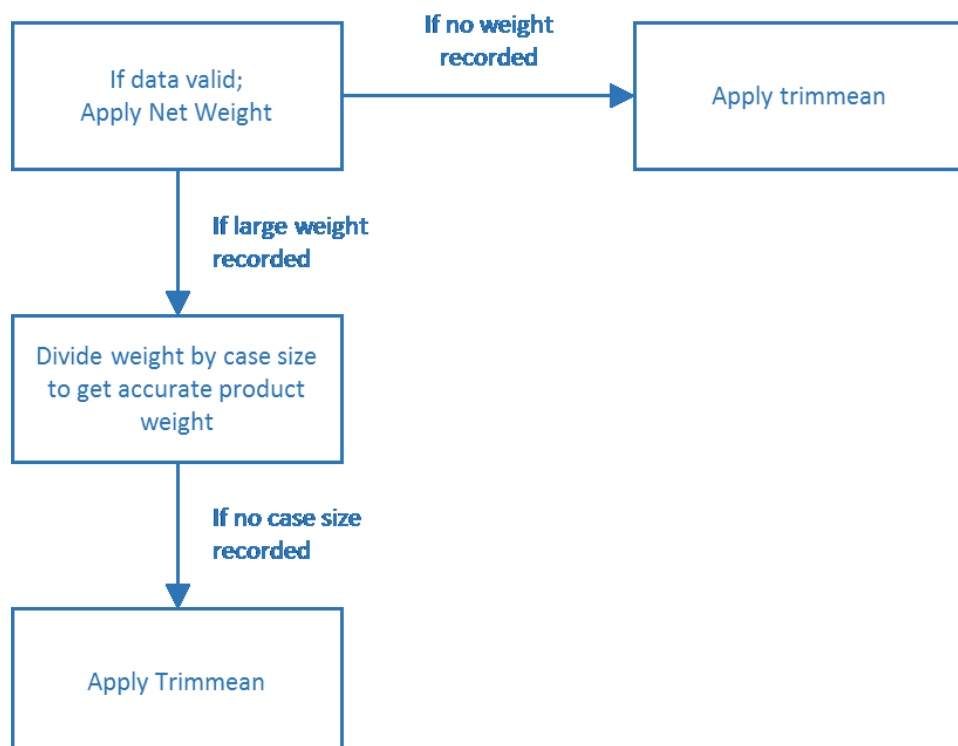 If data valid;
Apply Net Weight
If no weight
recorded
Apply trimmean
If large weight
recorded
Divide weight by case size
to get accurate product
weight
If no case size
recorded
Apply Trimmean